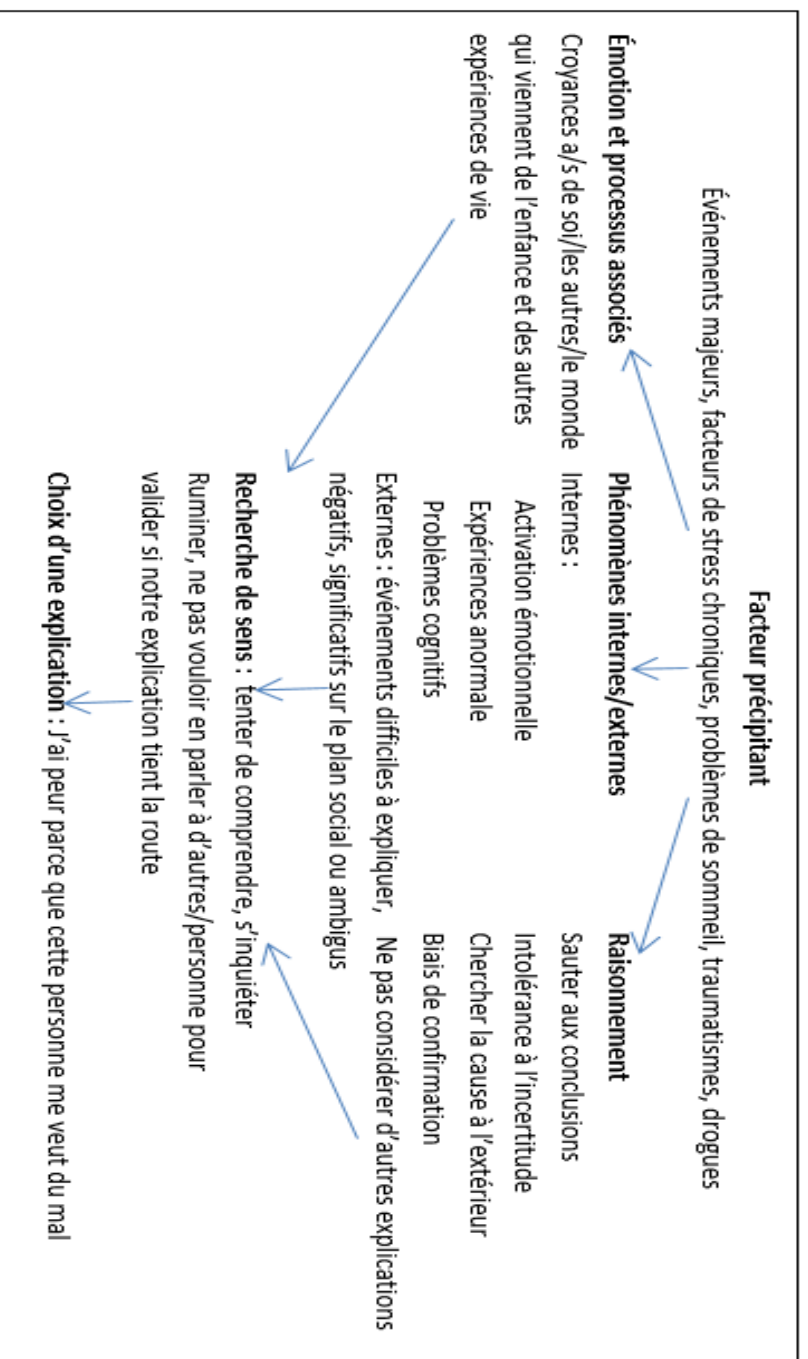 Facteur précipitant
Événements majeurs, facteurs de stress chroniques, problèmes de sommeil, traumatismes, drogues
Émotion et processus associés
Croyances a/s de soi/les autres/le monde
qui viennent de l'enfance et des autres
expériences de vie
Phénomènes internes/externes
Internes :
Activation émotionnelle
Expériences anormale
Problèmes cognitifs
Externes : événements difficiles à expliquer,
négatifs, significatifs sur le plan social ou ambigus
Raisonnement
Sauter aux conclusions
Intolérance à l'incertitude
Chercher la cause à l'extérieur
Biais de confirmation
Ne pas considérer d'autres explications
Recherche de sens : tenter de comprendre, s'inquiéter
Ruminer, ne pas vouloir en parler à d'autres/personne pour
valider si notre explication tient la route
Choix d'une explication : J'ai peur parce que cette personne me veut du mal